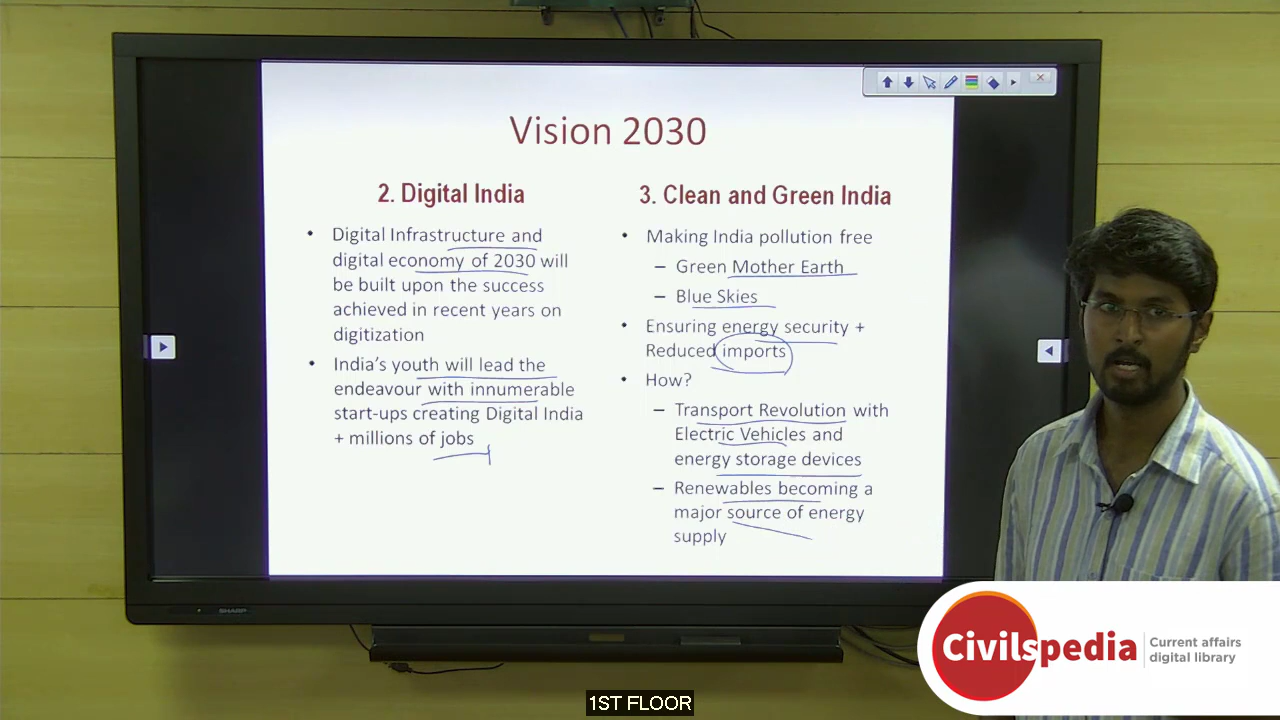 Vision 2030
2. Digital India
• Digital Infrastructure and
digital economy of 2030 will
be built upon the success
achieved in recent years on
digitization
• India's youth will lead the
endeavour with innumerable
start-ups creating Digital India
+ millions of jobs
3. Clean and Green India
• Making India pollution free
– Green Mother Earth
– Blue Skies
• Ensuring energy security +
Reduced imports
• How?
– Transport Revolution with
Electric Vehicles and
energy storage devices
– Renewables becoming a
major source of energy
supply
SHARP
Civilspedia
Current affairs
digital library
1ST FLOOR